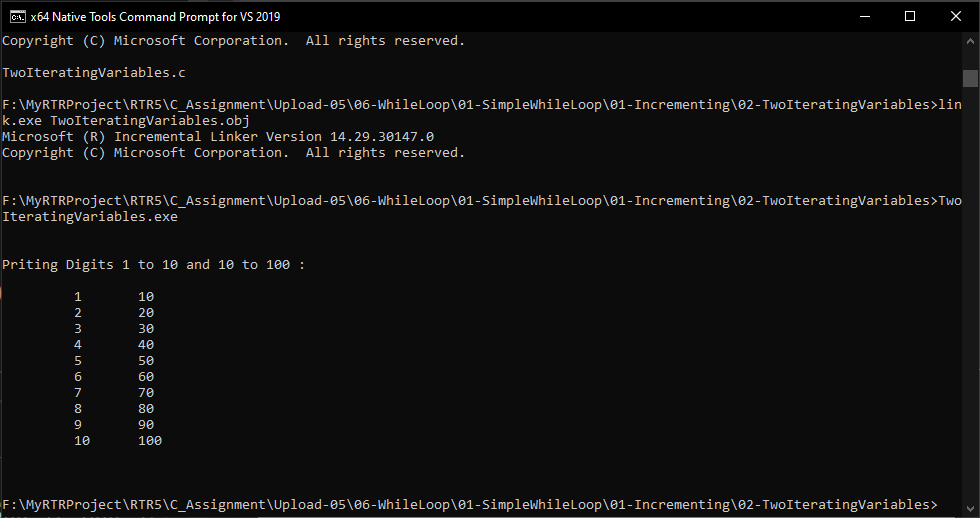 x64 Native Tools Command Prompt for VS 2019
Copyright (C) Microsoft Corporation.  All rights reserved.
TwoIteratingVariables.c
F:\MyRTRProject\RTR5\C_Assignment\Upload-05\06-WhileLoop\01-SimpleWhileLoop\01-Incrementing\02-TwoIteratingVariables>lin
k.exe TwoIteratingVariables.obj
Microsoft (R) Incremental Linker Version 14.29.30147.0
Copyright (C) Microsoft Corporation.  All rights reserved.
F:\MyRTRProject\RTR5\C_Assignment\Upload-05\06-WhileLoop\01-SimpleWhileLoop\01-Incrementing\02-TwoIteratingVariables>Two
IteratingVariables.exe
Priting Digits 1 to 10 and 10 to 100 :
1 10
2 20
3 30
4 40
5 50
6 60
7 70
8 80
9 90
10 100
F:\MyRTRProject\RTR5\C_Assignment\Upload-05\06-WhileLoop\01-SimpleWhileLoop\01-Incrementing\02-TwoIteratingVariables>